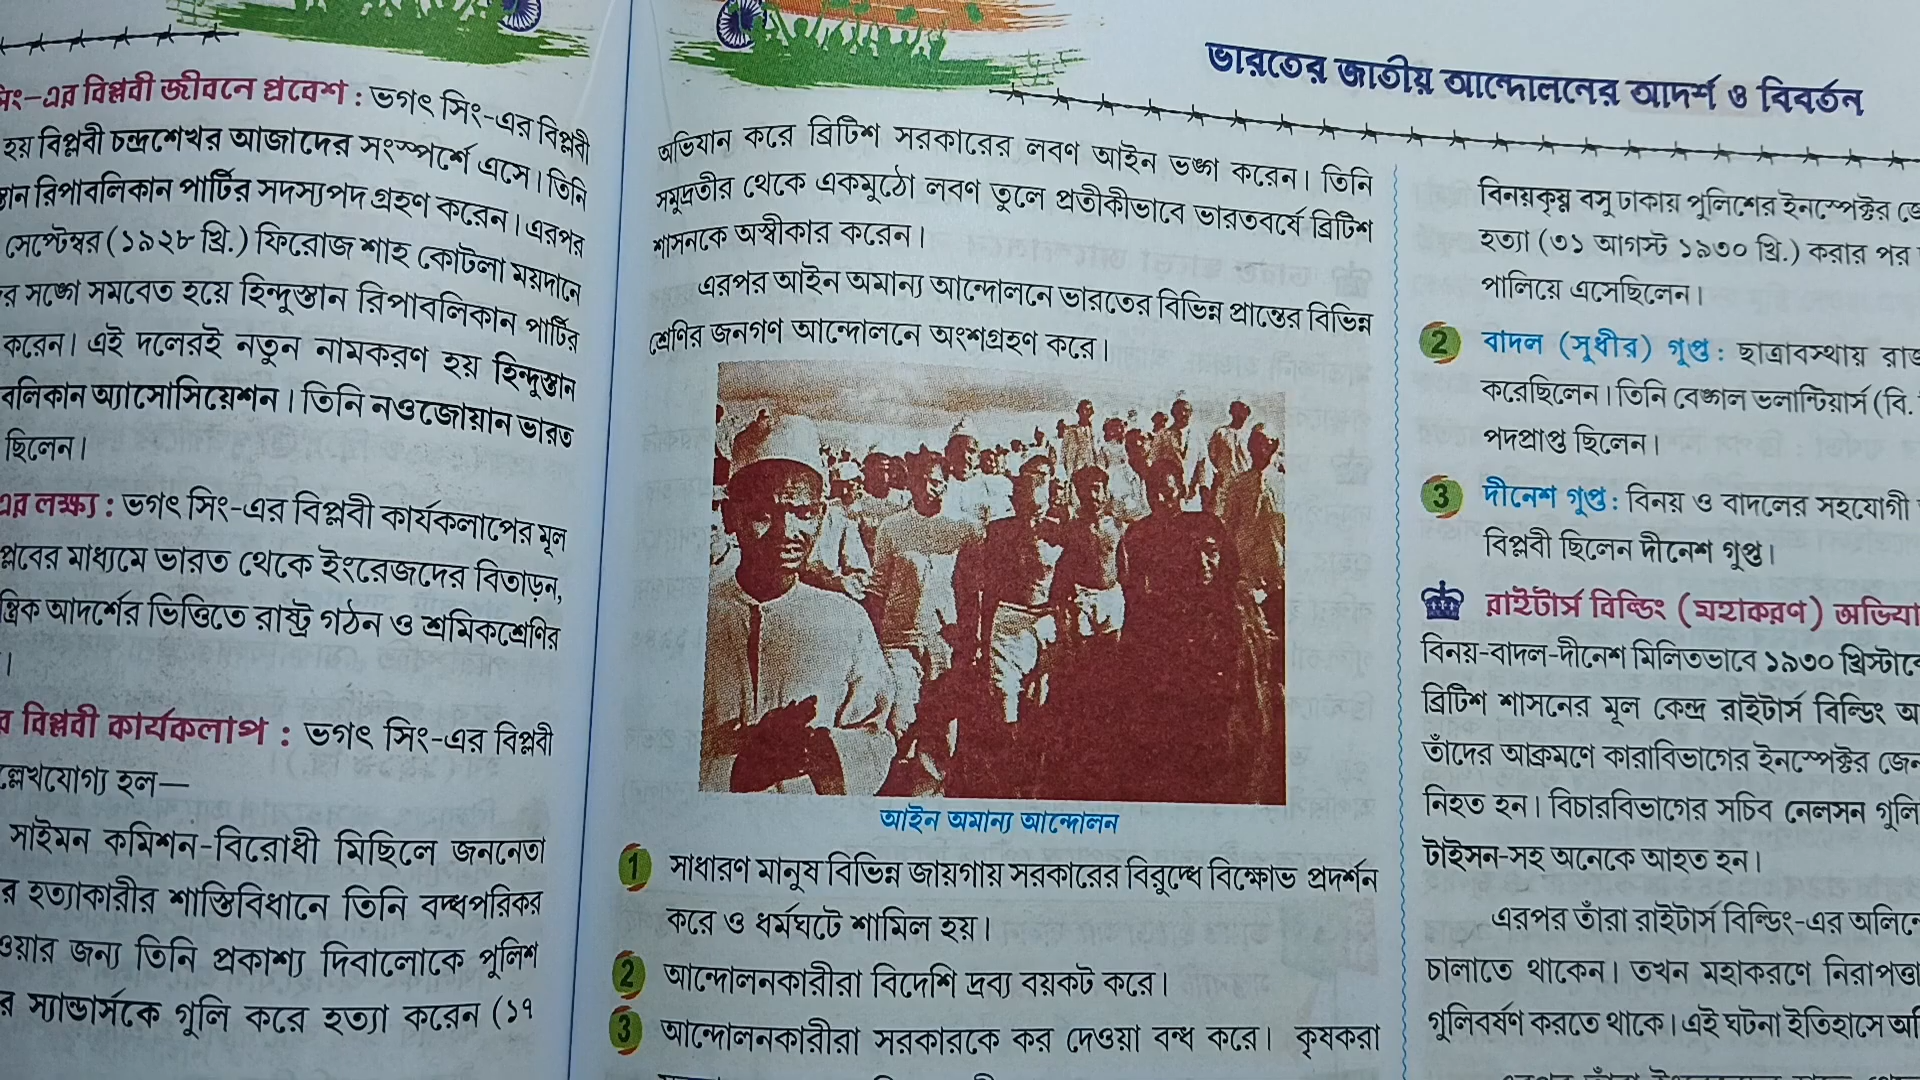 সিং-এর বিপ্লবী জীবনে প্রবেশ : ভগৎ সিং-এর বিপ্লবী
হয় বিপ্লবী চন্দ্রশেখর আজাদের সংস্পর্শে এসে। তিনি
রিপাবলিকান পার্টির সদস্যপদ গ্রহণ করেন। এরপর
সেপ্টেম্বর (১৯২৮ খ্রি.) ফিরোজ শাহ কোটলা ময়দানে
সঙ্গে সমবেত হয়ে হিন্দুস্তান রিপাবলিকান পার্টির
করেন। এই দলেরই নতুন নামকরণ হয় হিন্দুস্তান
বলিকান অ্যাসোসিয়েশন। তিনি নওজোয়ান ভারত
ছিলেন।
এর লক্ষ্য : ভগৎ সিং-এর বিপ্লবী কার্যকলাপের মূল
প্লবের মাধ্যমে ভারত থেকে ইংরেজদের বিতাড়ন,
ন্ত্রিক আদর্শের ভিত্তিতে রাষ্ট্র গঠন ও শ্রমিকশ্রেণির
।
র বিপ্লবী কার্যকলাপ : ভগৎ সিং-এর বিপ্লবী
ল্লেখযোগ্য হল—
সাইমন কমিশন-বিরোধী মিছিলে জননেতা
র হত্যাকারীর শাস্তিবিধানে তিনি বদ্ধপরিকর
ওয়ার জন্য তিনি প্রকাশ্য দিবালোকে পুলিশ
র স্যান্ডার্সকে গুলি করে হত্যা করেন (১৭
ভারতের জাতীয় আন্দোলনের আদর্শ ও বিবর্তন
অভিযান করে ব্রিটিশ সরকারের লবণ আইন ভঙ্গ করেন। তিনি
সমুদ্রতীর থেকে একমুঠো লবণ তুলে প্রতীকীভাবে ভারতবর্ষে ব্রিটিশ
শাসনকে অস্বীকার করেন।
এরপর আইন অমান্য আন্দোলনে ভারতের বিভিন্ন প্রান্তের বিভিন্ন
শ্রেণির জনগণ আন্দোলনে অংশগ্রহণ করে।
আইন অমান্য আন্দোলন
1 সাধারণ মানুষ বিভিন্ন জায়গায় সরকারের বিরুদ্ধে বিক্ষোভ প্রদর্শন
করে ও ধর্মঘটে শামিল হয়।
2 আন্দোলনকারীরা বিদেশি দ্রব্য বয়কট করে।
3 আন্দোলনকারীরা সরকারকে কর দেওয়া বন্ধ করে। কৃষকরা
বিনয়কৃষ্ণ বসু ঢাকায় পুলিশের ইনস্পেক্টর জে
হত্যা (৩১ আগস্ট ১৯৩০ খ্রি.) করার পর
পালিয়ে এসেছিলেন।
2 বাদল (সুধীর) গুপ্ত : ছাত্রাবস্থায় রাজ
করেছিলেন। তিনি বেঙ্গল ভলান্টিয়ার্স (বি.
পদপ্রাপ্ত ছিলেন।
3 দীনেশ গুপ্ত : বিনয় ও বাদলের সহযোগী
বিপ্লবী ছিলেন দীনেশ গুপ্ত।
রাইটার্স বিল্ডিং (মহাকরণ) অভিযা
বিনয়-বাদল-দীনেশ মিলিতভাবে ১৯৩০ খ্রিস্টাব্দে
ব্রিটিশ শাসনের মূল কেন্দ্র রাইটার্স বিল্ডিং অ
তাঁদের আক্রমণে কারাবিভাগের ইনস্পেক্টর জেন
নিহত হন। বিচারবিভাগের সচিব নেলসন গুলি
টাইসন-সহ অনেকে আহত হন।
এরপর তাঁরা রাইটার্স বিল্ডিং-এর অলিন্দে
চালাতে থাকেন। তখন মহাকরণে নিরাপত্তা
গুলিবর্ষণ করতে থাকে। এই ঘটনা ইতিহাসে অলি